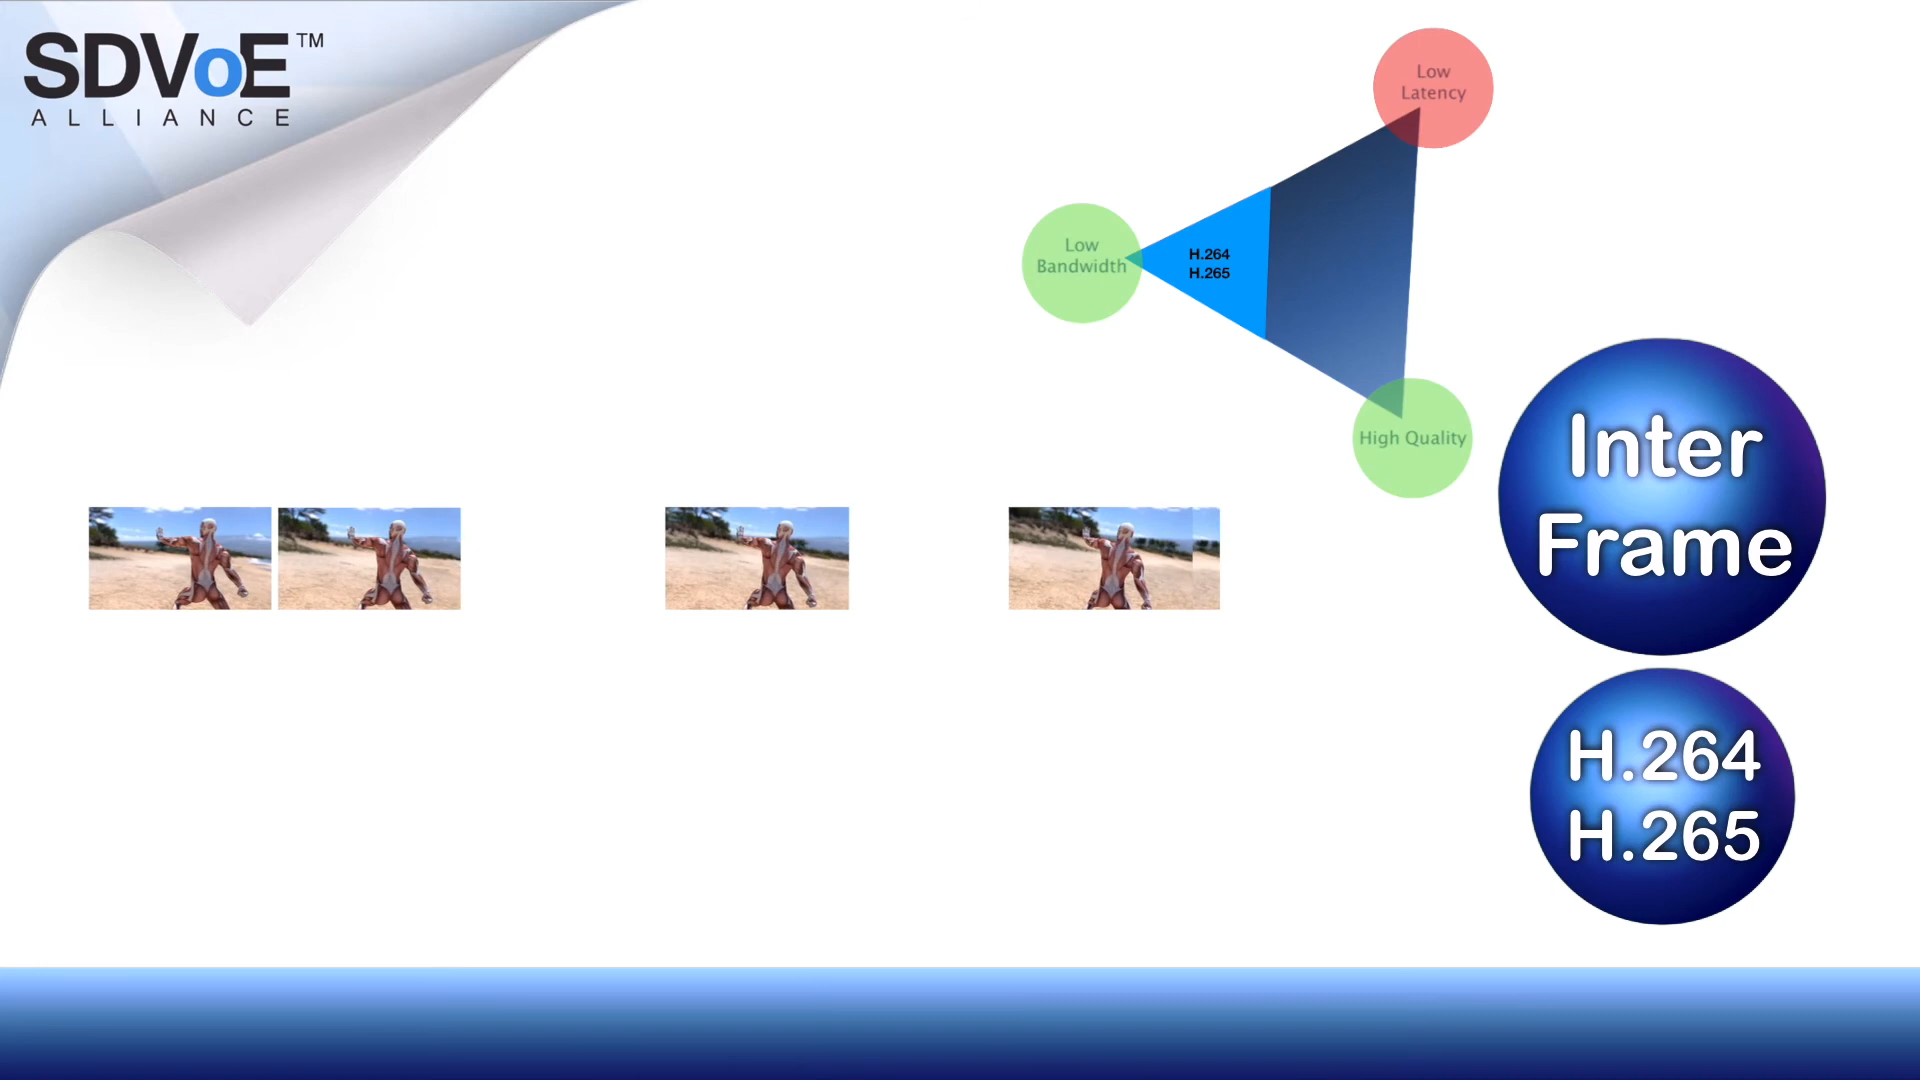 SDVoE™
ALLIANCE
Low
Latency
Low
Bandwidth
H.264
H.265
High Quality
Inter
Frame
H.264
H.265